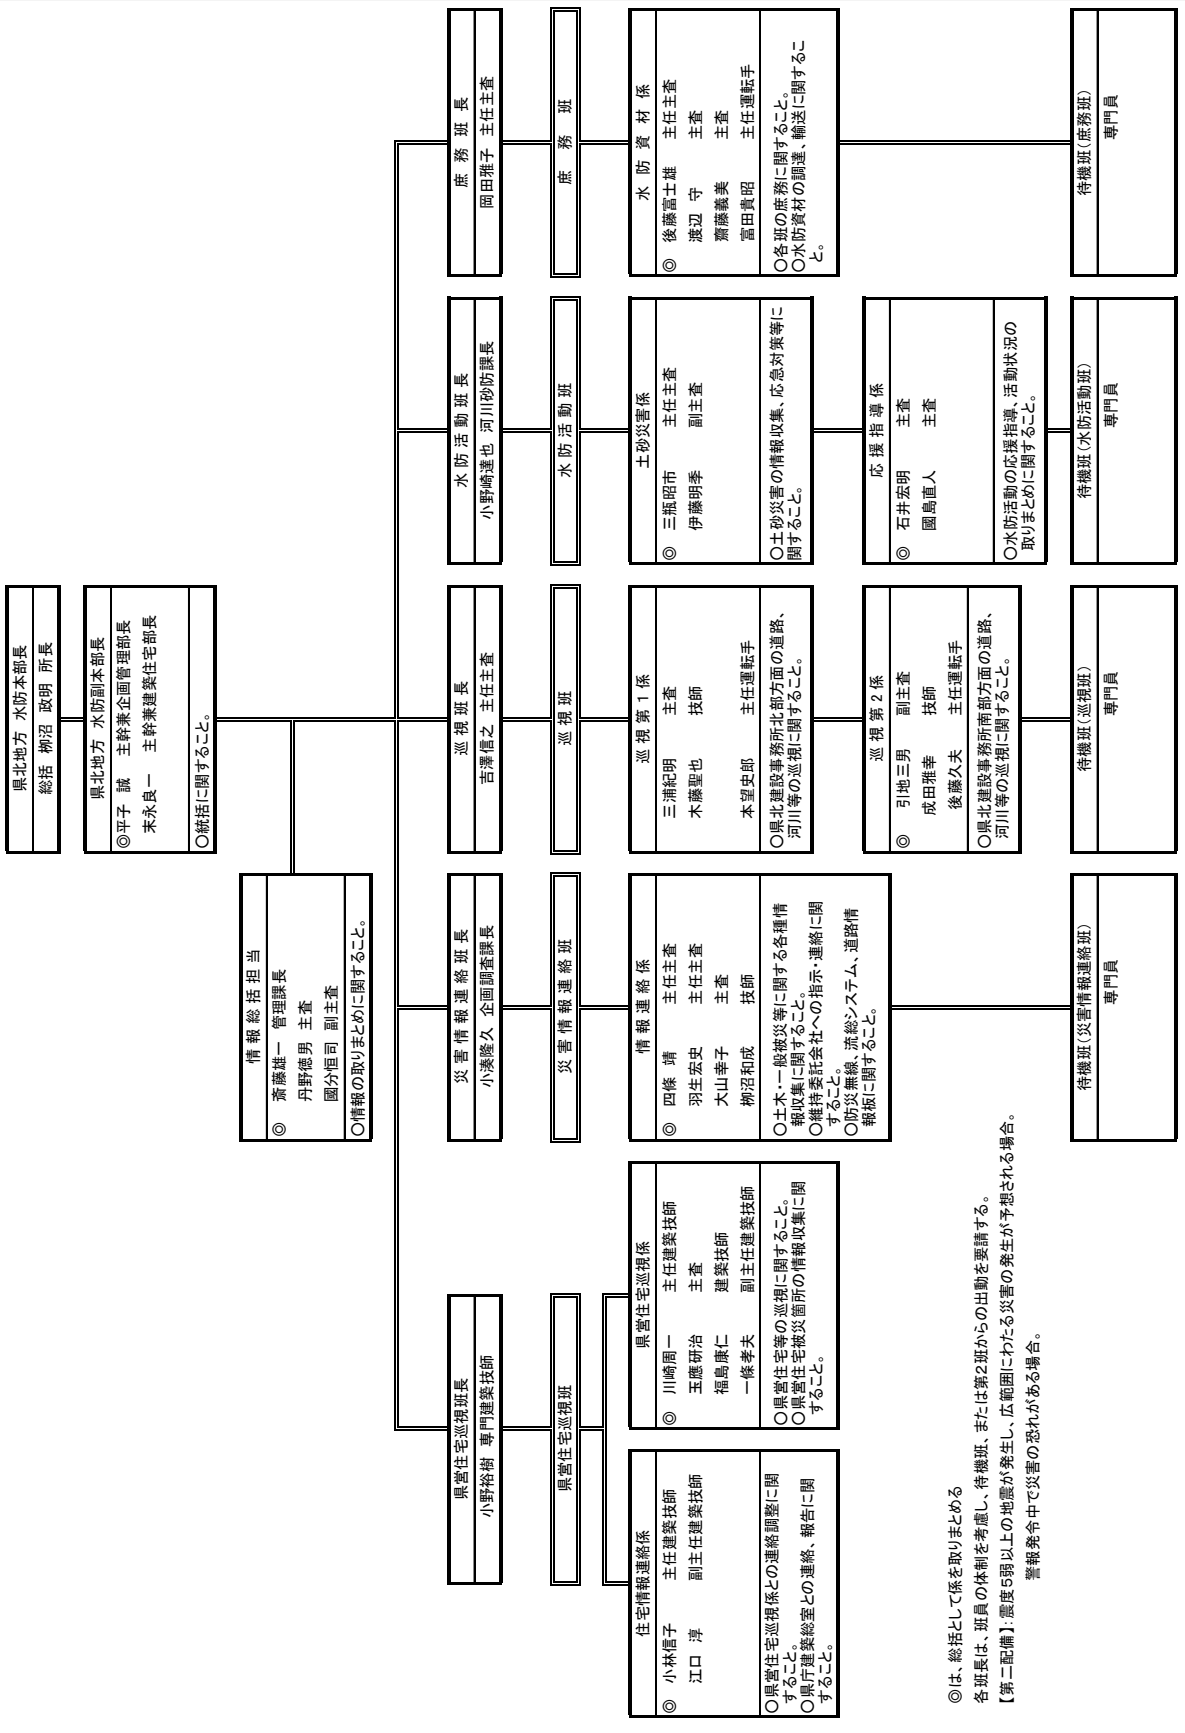 県北地方 水防本部長
総括 柳沼 政明 所長
県北地方 水防副本部長
◎平子 誠 主幹兼企画管理部長
末永良一 主幹兼建築住宅部長
○統括に関すること。
情報総括担当
◎ 斎藤雄一 管理課長
丹野徳男 主査
國分恒司 副主査
○情報の取りまとめに関すること。
県営住宅巡視班長
小野裕樹 専門建築技師
災害情報連絡班長
小湊隆久 企画調査課長
巡視班長
吉澤信之 主任主査
水防活動班長
小野崎達也 河川砂防課長
庶務班長
岡田雅子 主任主査
県営住宅巡視班
災害情報連絡班
巡視班
水防活動班
庶務班
住宅情報連絡係
◎ 小林信子 主任建築技師
江口 淳 副主任建築技師
○県営住宅巡視係との連絡調整に関
すること。
○県庁建築総室との連絡、報告に関
すること。
県営住宅巡視係
◎ 川崎周一 主任建築技師
玉應研治 主査
福島康仁 建築技師
一條孝夫 副主任建築技師
○県営住宅等の巡視に関すること。
○県営住宅被災箇所の情報収集に関
すること。
情報連絡係
◎ 四條 靖 主任主査
羽生宏史 主任主査
大山幸子 主査
柳沼和成 技師
○土木・一般被災等に関する各種情
報収集に関すること。
○維持委託会社への指示・連絡に関
すること。
○防災無線、流総システム、道路情
報板に関すること。
巡視第1係
三浦紀明 主査
木藤聖也 技師
本望史郎 主任運転手
○県北建設事務所北部方面の道路、
河川等の巡視に関すること。
土砂災害係
◎ 三瓶昭市 主任主査
伊藤明季 副主査
○土砂災害の情報収集、応急対策等に
関すること。
水防資材係
◎ 後藤富士雄 主任主査
渡辺 守 主査
齋藤義美 主査
富田貴昭 主任運転手
○各班の庶務に関すること。
○水防資材の調達、輸送に関するこ
と。
巡視第2係
◎ 引地三男 副主査
成田雅幸 技師
後藤久夫 主任運転手
○県北建設事務所南部方面の道路、
河川等の巡視に関すること。
応援指導係
◎ 石井宏明 主査
國島直人 主査
○水防活動の応援指導、活動状況の
取りまとめに関すること。
待機班(災害情報連絡班)
専門員
待機班(巡視班)
専門員
待機班(水防活動班)
専門員
待機班(庶務班)
専門員
◎は、総括として係を取りまとめる
各班長は、班員の体制を考慮し、待機班、または第2班からの出動を要請する。
【第二配備】:震度5弱以上の地震が発生し、広範囲にわたる災害の発生が予想される場合。
警報発令中で災害の恐れがある場合。